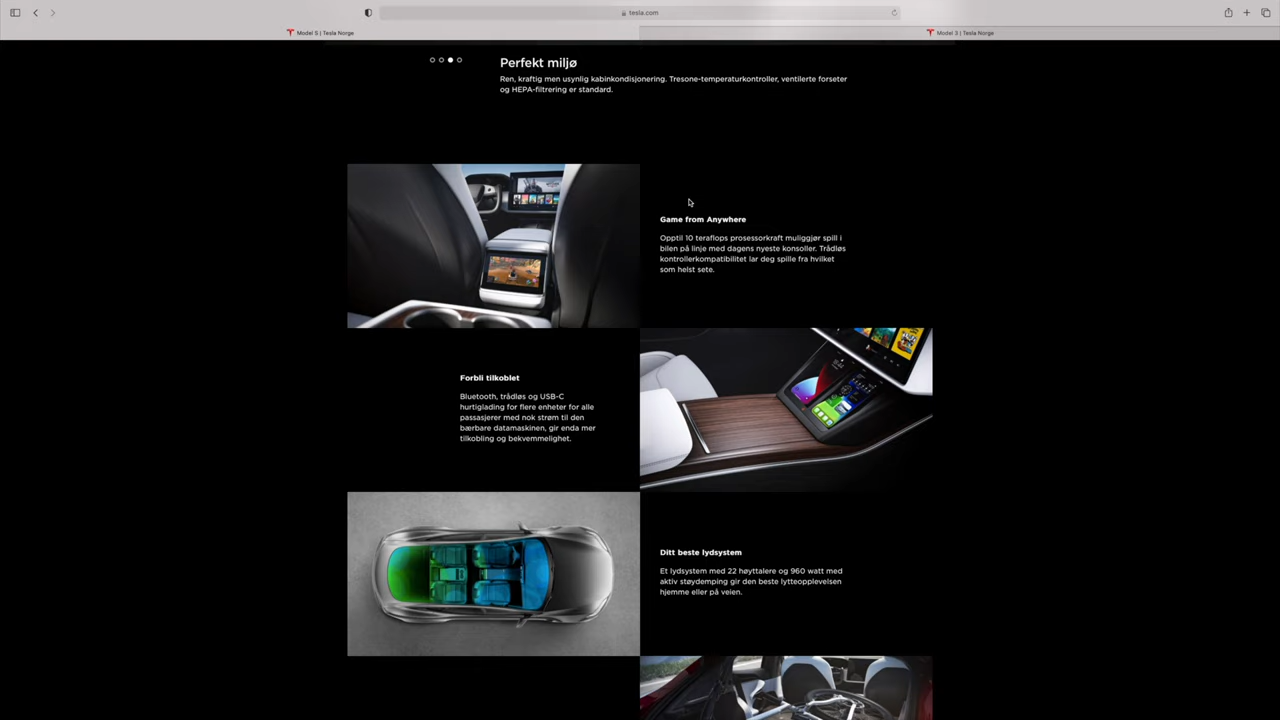 tesla.com
Model S | Tesla Norge
Model 3 | Tesla Norge
Perfekt miljø
Ren, kraftig men usynlig kabinkondisjonering. Tresone-temperaturkontroller, ventilerte forseter
og HEPA-filtrering er standard.
Game from Anywhere
Opptil 10 teraflops prosessorkraft muliggjør spill i
bilen på linje med dagens nyeste konsoller. Trådløs
kontrollerkompatibilitet lar deg spille fra hvilket
som helst sete.
Forbli tilkoblet
Bluetooth, trådløs og USB-C
hurtiglading for flere enheter for alle
passasjerer med nok strøm til den
bærbare datamaskinen, gir enda mer
tilkobling og bekvemmelighet.
Ditt beste lydsystem
Et lydsystem med 22 høyttalere og 960 watt med
aktiv støydemping gir den beste lytteopplevelsen
hjemme eller på veien.